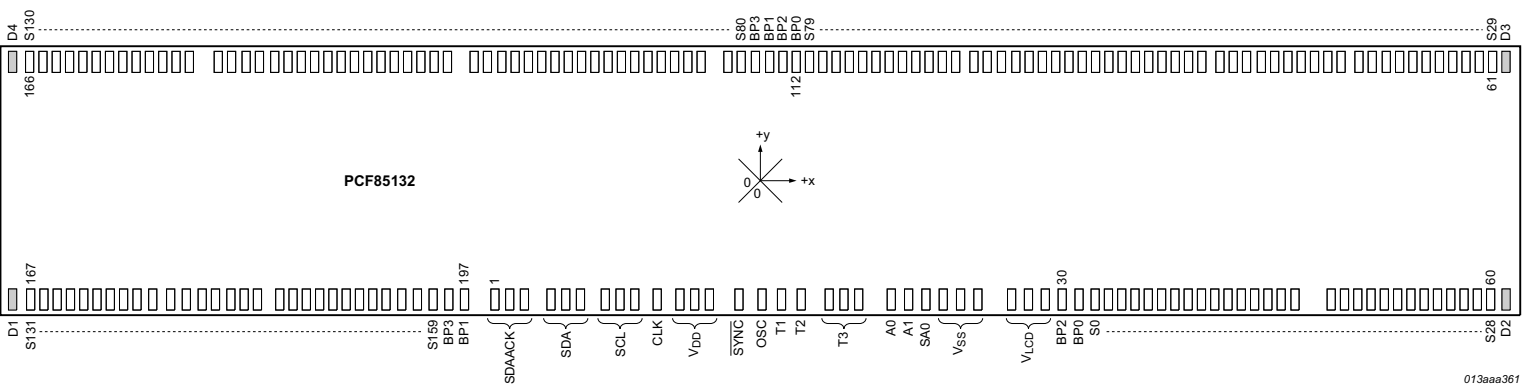 D4
S130
S80
BP3
BP1
BP2
BP0
S79
S29
D3
166
112
61
+y
PCF85132
0
0
+x
167
197
1
30
60
D1
S131
S159
BP3
BP1
SDAACK
SDA
SCL
CLK
VDD
SYNC
OSC
T1
T2
T3
A0
A1
SA0
VSS
VLCD
BP2
BP0
S0
S28
D2
013aaa361